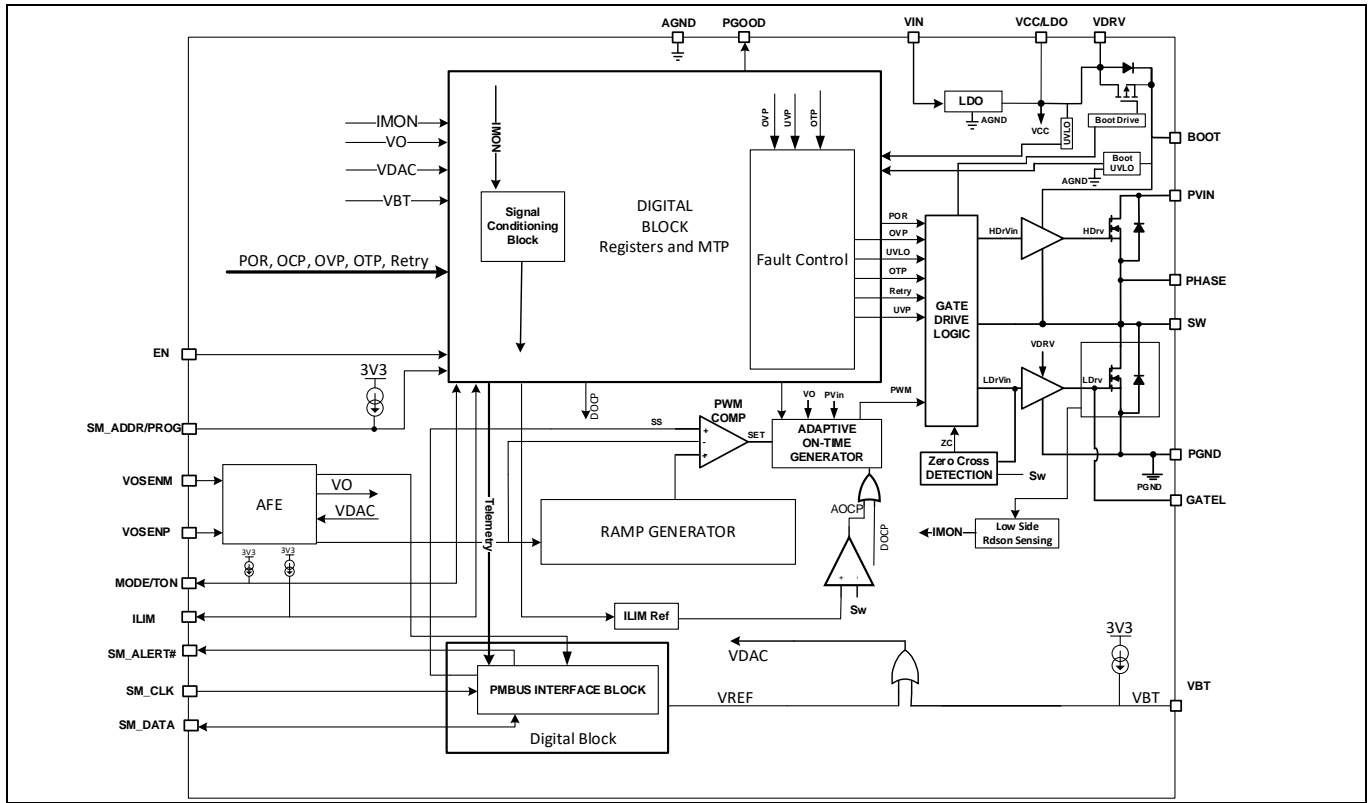 AGND
PGOOD
VIN
VCC/LDO
VDRV
LDO
AGND
VCC
UVLO
Boot Drive
BOOT
Boot
UVLO
AGND
PVIN
IMON
VO
VDAC
VBT
POR, OCP, OVP, OTP, Retry
IMON
Signal
Conditioning
Block
DIGITAL
BLOCK
Registers and MTP
OVP
UVP
OTP
Fault Control
POR
OVP
UVLO
OTP
Retry
UVP
GATE
DRIVE
LOGIC
HDrVin
HDrv
PHASE
SW
VDRV
LDrVin
LDrv
EN
3V3
SM_ADDR/PROG
DOCP
PWM
COMP
SS
+
-
+
SET
VO
PVin
PWM
ADAPTIVE
ON-TIME
GENERATOR
ZC
Zero Cross
DETECTION
Sw
PGND
PGND
GATEL
VOSENM
AFE
VO
VDAC
VOSENP
Telemetry
RAMP GENERATOR
AOCP
DOCP
IMON
Low Side
Rdson Sensing
3V3
3V3
MODE/TON
ILIM
ILIM Ref
+
-
Sw
SM_ALERT#
SM_CLK
SM_DATA
PMBUS INTERFACE BLOCK
Digital Block
VDAC
VREF
3V3
VBT
VBT